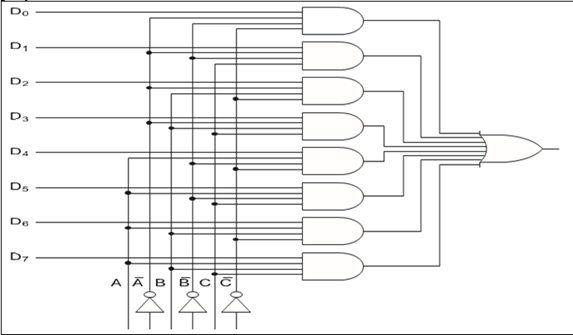 D₀
D₁
D₂
D₃
D₄
D₅
D₆
D₇
A A̅ B B̅ C C̅